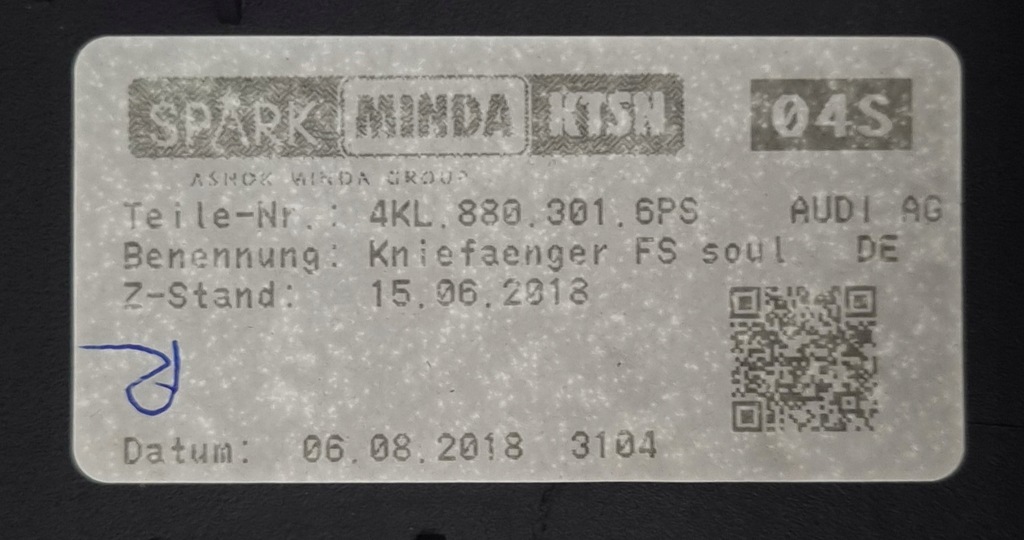 SPARK MINDA KTSN 04S
ASHOK MINDA GROUP
Teile-Nr.: 4KL.880.301.6PS AUDI AG
Benennung: Kniefaenger FS soul DE
Z-Stand: 15.06.2018
Datum: 06.08.2018 3104